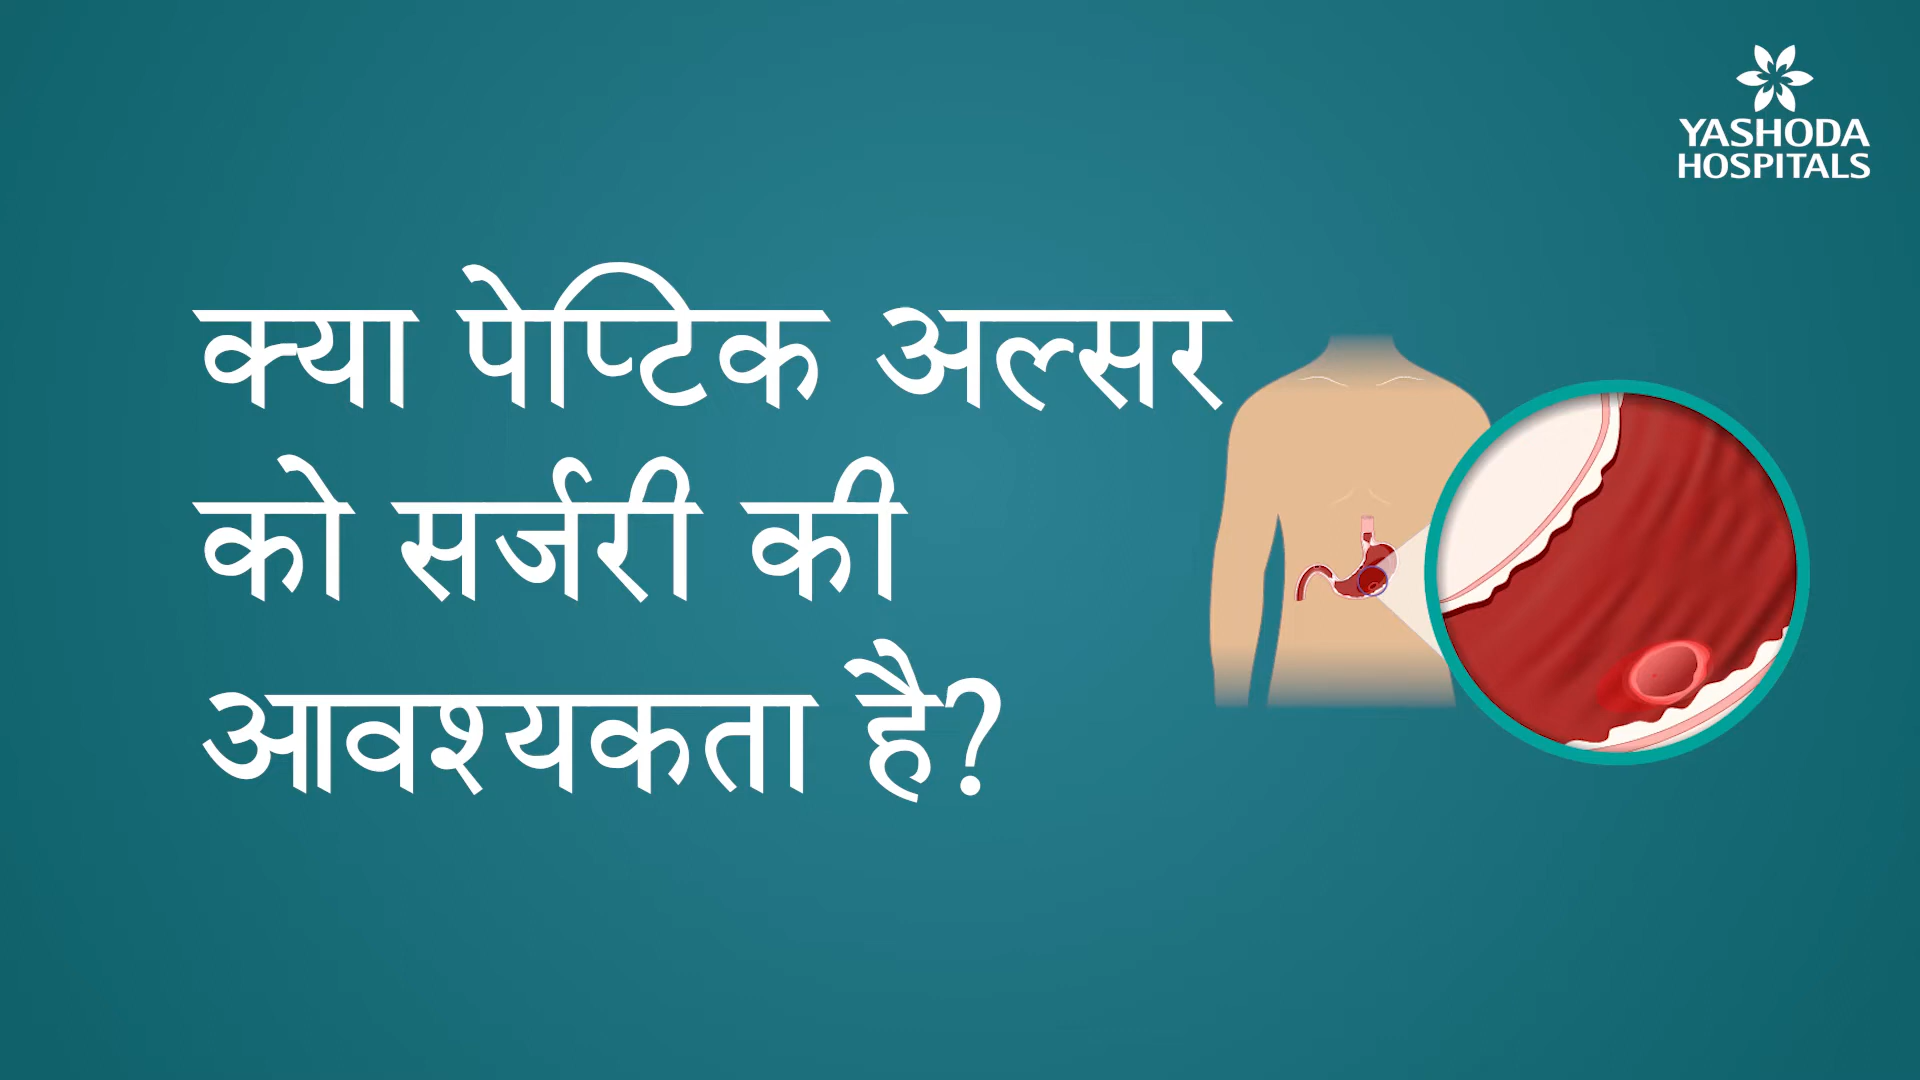 YASHODA
HOSPITALS
क्या पेप्टिक अल्सर
को सर्जरी की
आवश्यकता है?